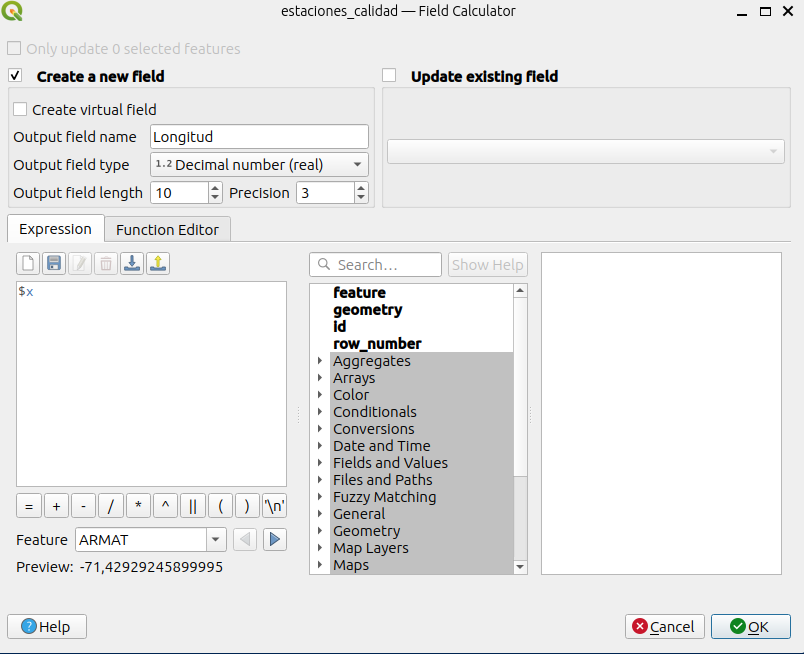 estaciones_calidad — Field Calculator
Only update 0 selected features
Create a new field
Update existing field
Create virtual field
Output field name Longitud
Output field type 1.2 Decimal number (real)
Output field length 10 Precision 3
Expression Function Editor
Search... Show Help
$x
feature
geometry
id
row_number
Aggregates
Arrays
Color
Conditionals
Conversions
Date and Time
Fields and Values
Files and Paths
Fuzzy Matching
General
Geometry
Map Layers
Maps
= + - / * ^ || ( ) '\n'
Feature ARMAT
Preview: -71,42929245899995
Help
Cancel
OK